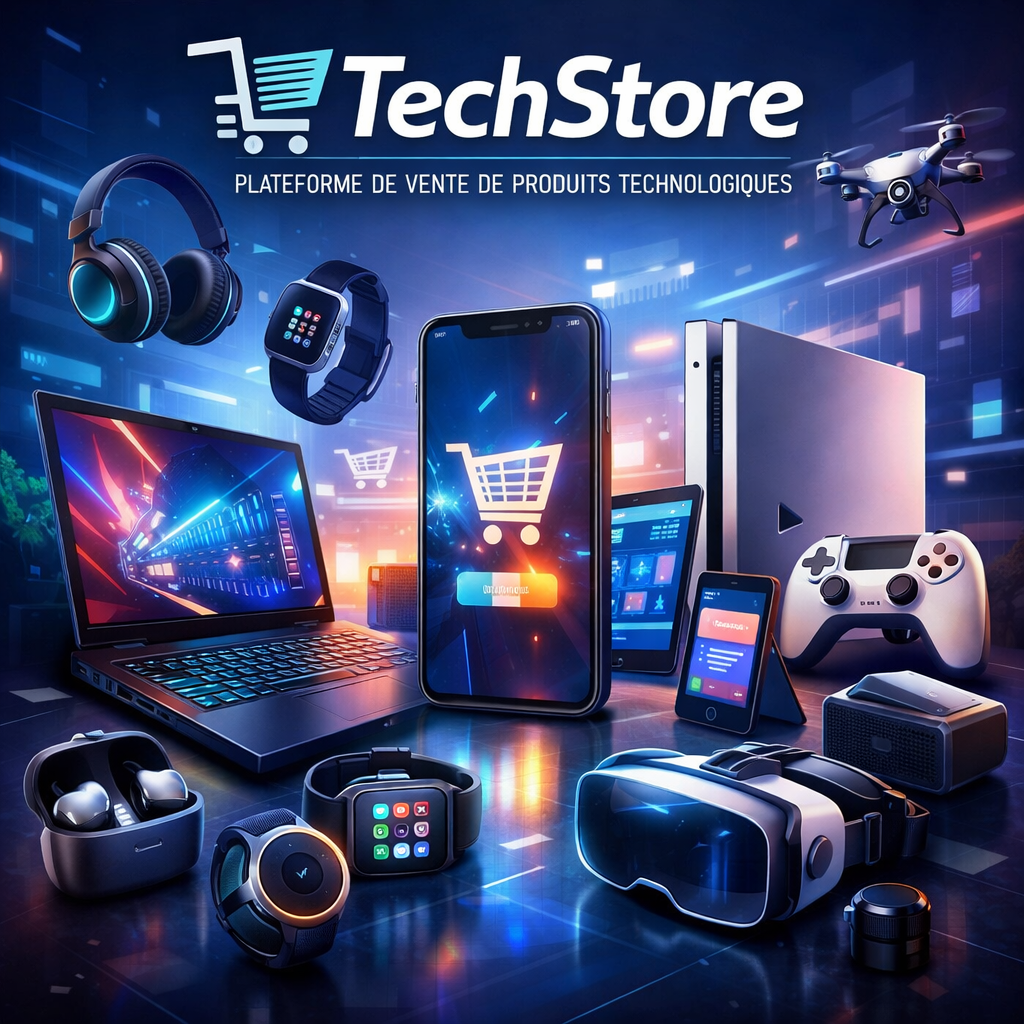 TechStore
PLATEFORME DE VENTE DE PRODUITS TECHNOLOGIQUES